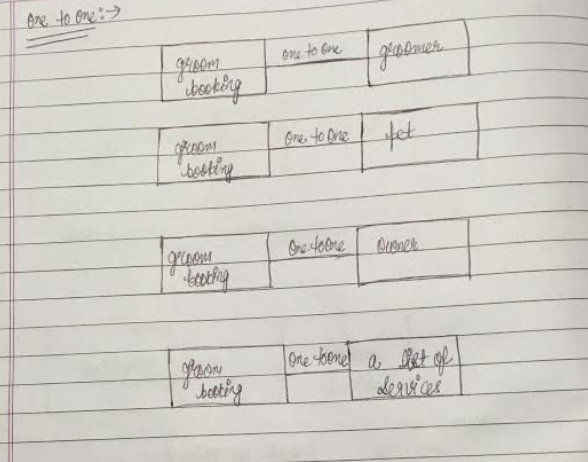 One to One :→
groom booking one to one groomer
groom booking one to one pet
groom booking one to one owner
groom booking One to one a list of services